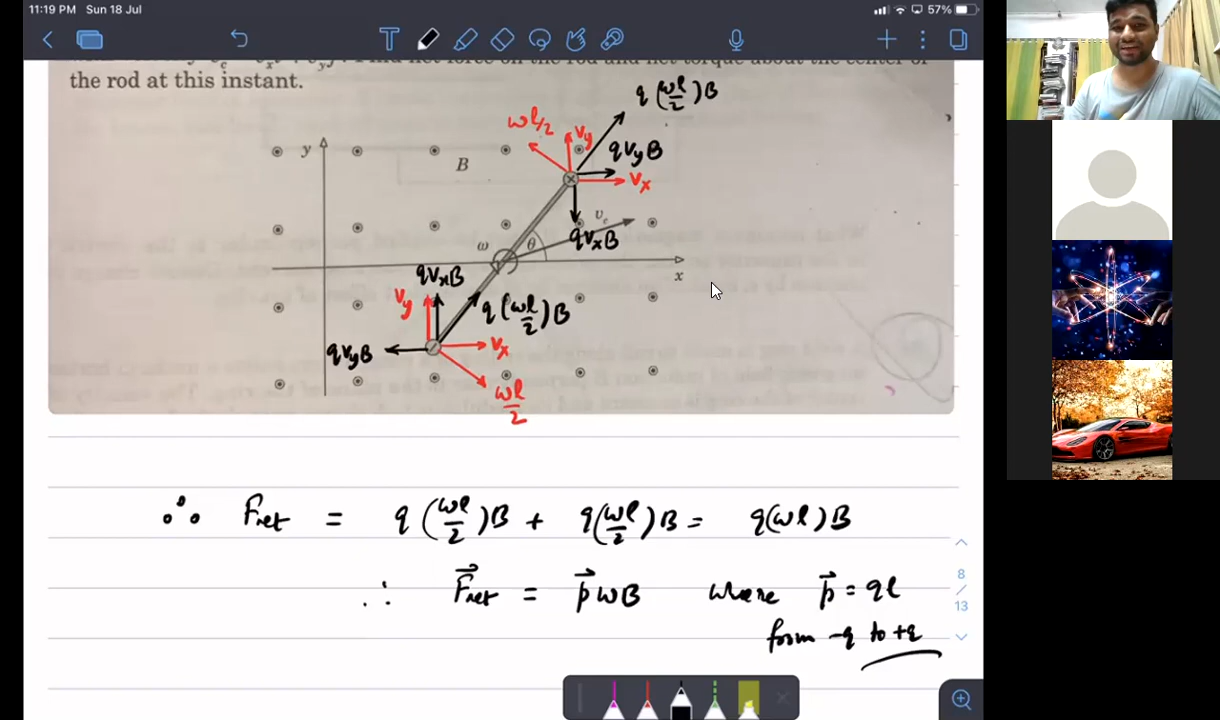 11:19 PM Sun 18 Jul
57%
the rod at this instant.
q(ωl/2)B
ωl/2
Vy
qVyB
Vx
y
B
qVxB
vc
ω
θ
x
qVxB
Vy
q(ωl/2)B
qVyB
Vx
ωl/2
∴ Fnet = q(ωl/2)B + q(ωl/2)B = q(ωl)B
∴ F⃗net = p⃗ωB where p⃗ = ql
form -q to +q
8
/
13